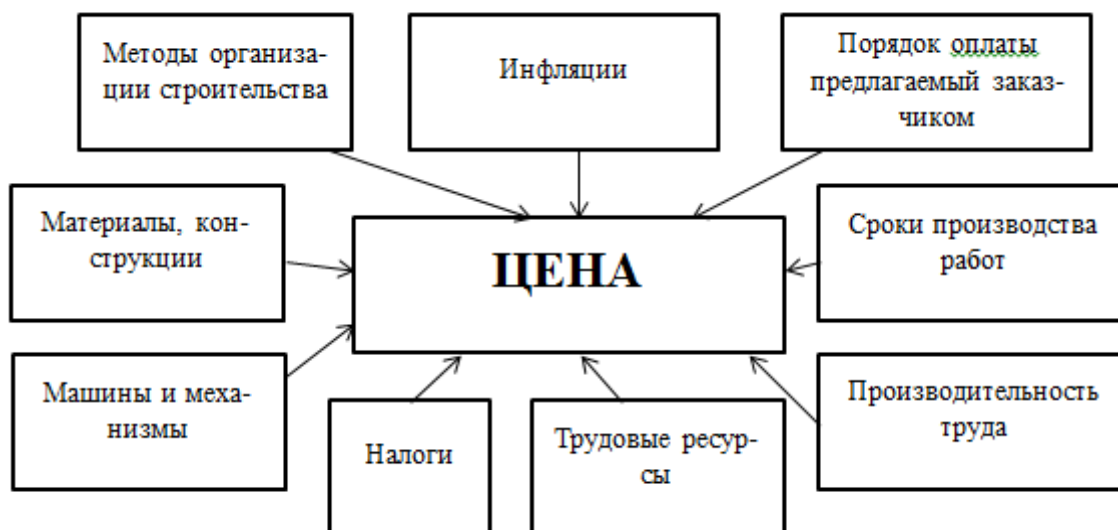 Методы организа-
ции строительства
Инфляции
Порядок оплаты
предлагаемый заказ-
чиком
Материалы, кон-
струкции
ЦЕНА
Сроки производства
работ
Машины и меха-
низмы
Налоги
Трудовые ресур-
сы
Производительность
труда